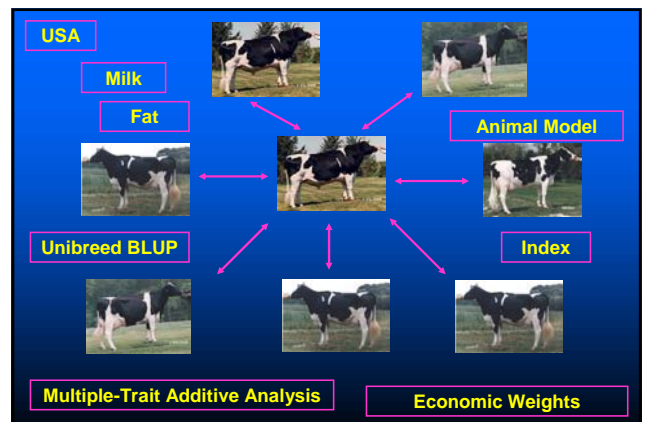 USA
Milk
Fat
Animal Model
Unibreed BLUP
Index
Multiple-Trait Additive Analysis
Economic Weights